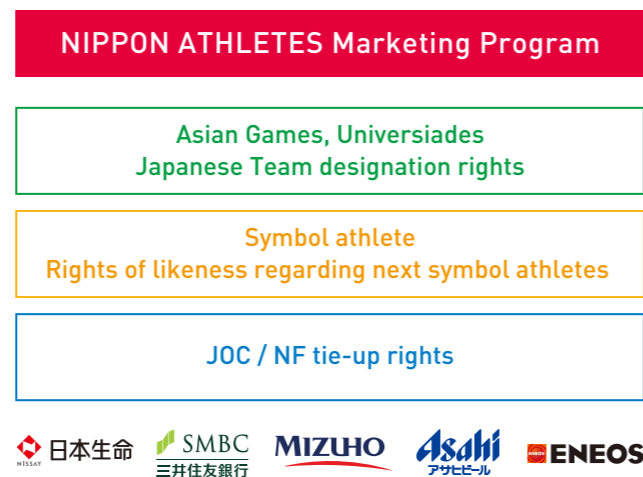 NIPPON ATHLETES Marketing Program
Asian Games, Universiades
Japanese Team designation rights
Symbol athlete
Rights of likeness regarding next symbol athletes
JOC / NF tie-up rights
NISSAY 日本生命
SMBC
三井住友銀行
MIZUHO
Asahi
アサヒビール
ENEOS ENEOS